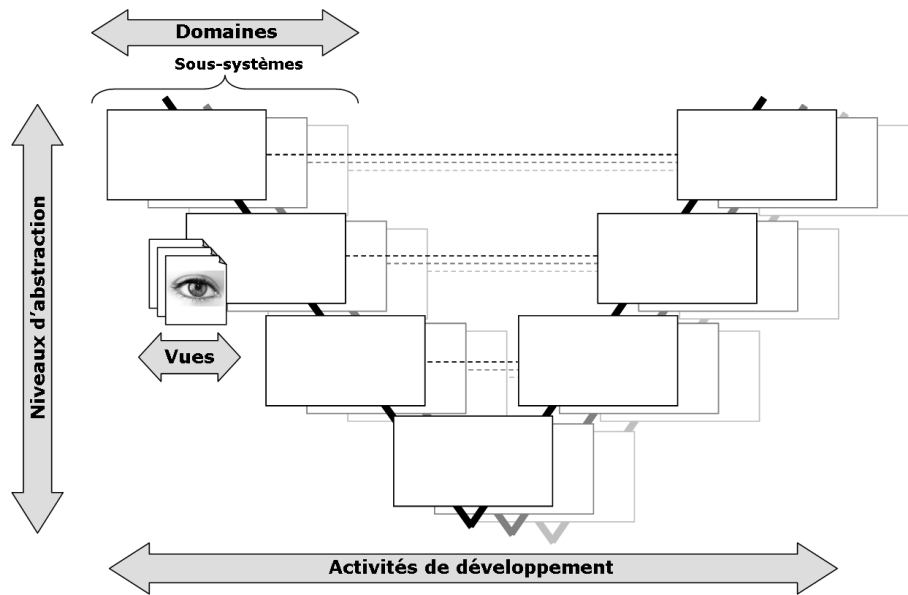 Domaines
Sous-systèmes
Niveaux d'abstraction
Vues
Activités de développement